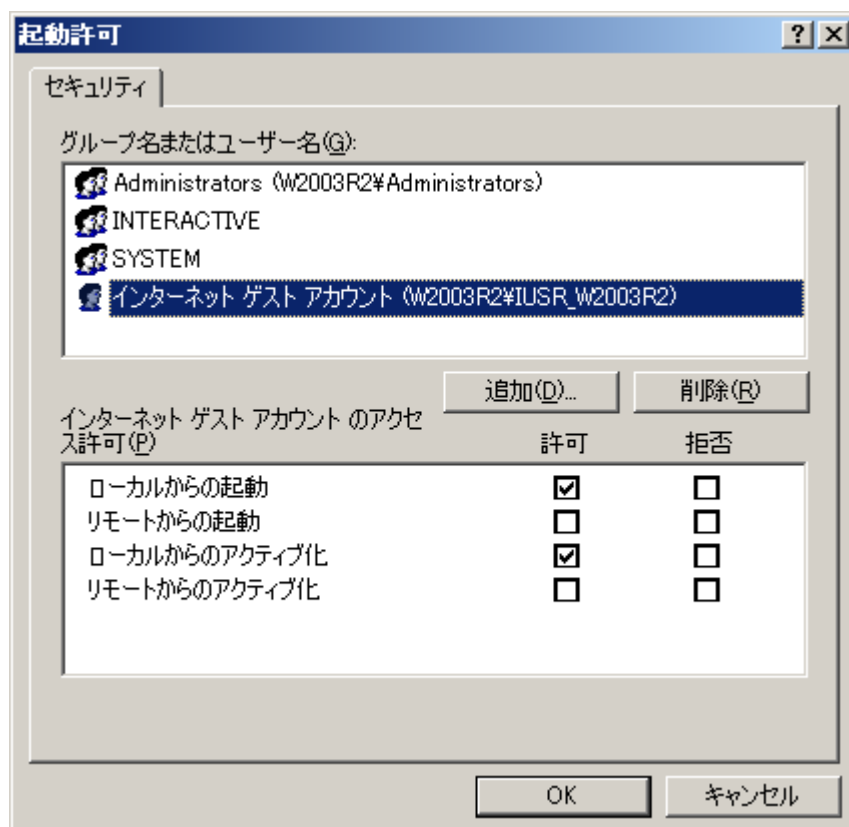 起動許可
セキュリティ
グループ名またはユーザー名(G):
Administrators (W2003R2¥Administrators)
INTERACTIVE
SYSTEM
インターネット ゲスト アカウント (W2003R2¥IUSR_W2003R2)
追加(D)... 削除(R)
インターネット ゲスト アカウント のアクセ
ス許可(P) 許可 拒否
ローカルからの起動
リモートからの起動
ローカルからのアクティブ化
リモートからのアクティブ化
OK キャンセル